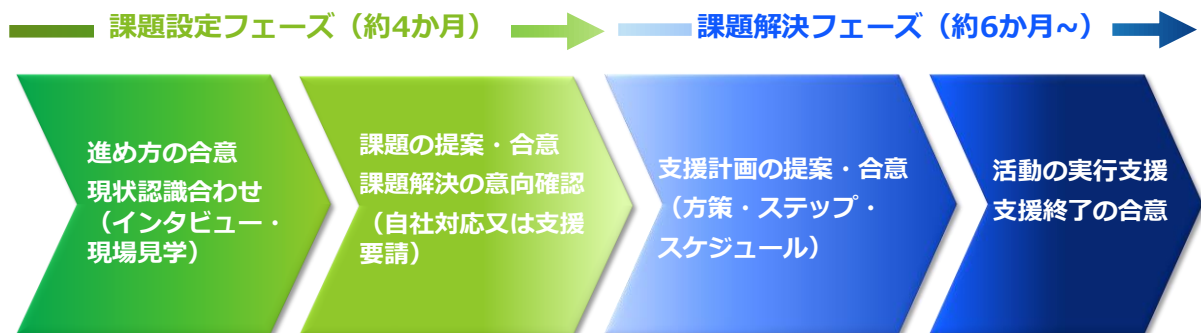 課題設定フェーズ（約4か月）
課題解決フェーズ（約6か月~）
進め方の合意
現状認識合わせ
（インタビュー・
現場見学）
課題の提案・合意
課題解決の意向確認
（自社対応又は支援
要請）
支援計画の提案・合意
（方策・ステップ・
スケジュール）
活動の実行支援
支援終了の合意